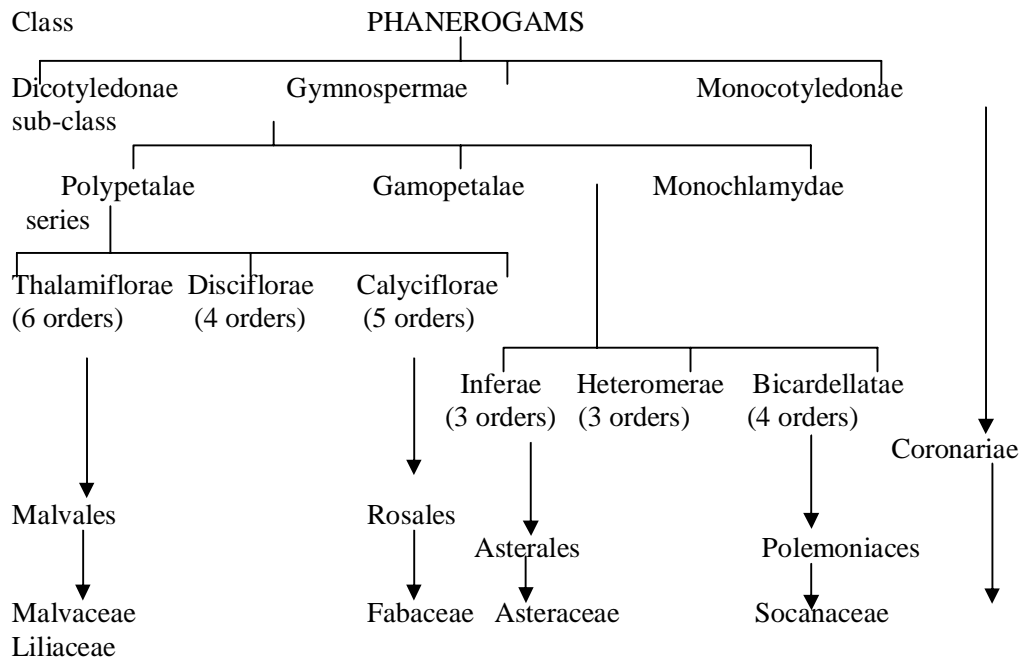 Class PHANEROGAMS
Dicotyledonae Gymnospermae Monocotyledonae
sub-class
Polypetalae Gamopetalae Monochlamydae
series
Thalamiflorae Disciflorae Calyciflorae
(6 orders) (4 orders) (5 orders)
Inferae Heteromerae Bicardellatae
(3 orders) (3 orders) (4 orders)
Coronariae
Malvales Rosales
Asterales Polemoniaces
Malvaceae Fabaceae Asteraceae Socanaceae
Liliaceae